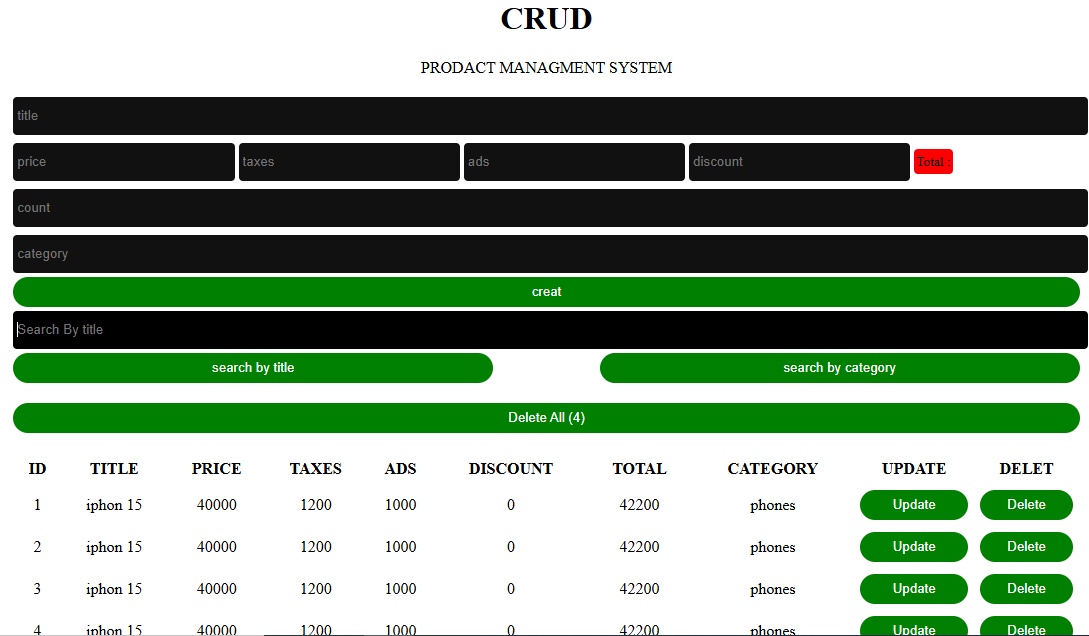 CRUD
PRODACT MANAGMENT SYSTEM
title
price taxes ads discount Total :
count
category
creat
Search By title
search by title search by category
Delete All (4)
ID TITLE PRICE TAXES ADS DISCOUNT TOTAL CATEGORY UPDATE DELET
1 iphon 15 40000 1200 1000 0 42200 phones Update Delete
2 iphon 15 40000 1200 1000 0 42200 phones Update Delete
3 iphon 15 40000 1200 1000 0 42200 phones Update Delete
4 iphon 15 40000 1200 1000 0 42200 phones Update Delete